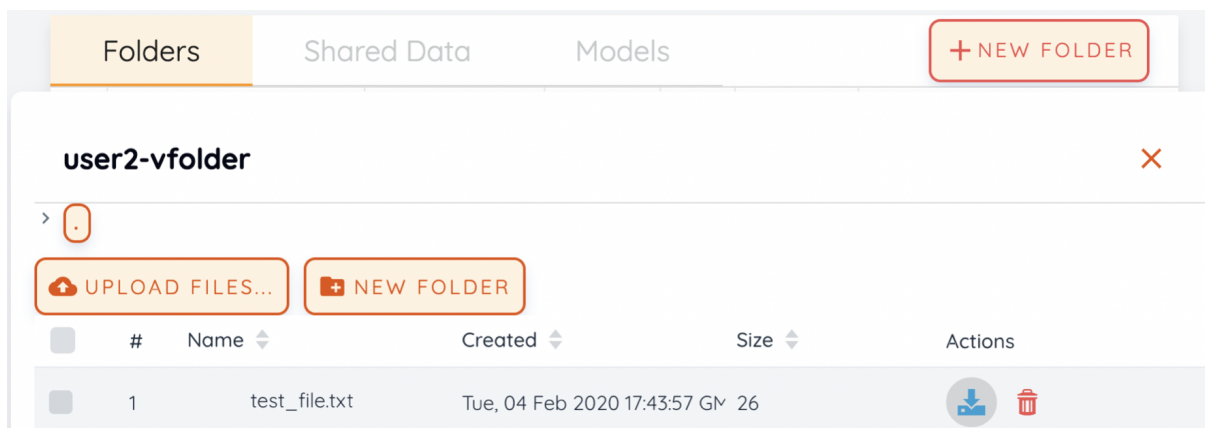 Folders Shared Data Models + NEW FOLDER
user2-vfolder
.
UPLOAD FILES... NEW FOLDER
# Name Created Size Actions
1 test_file.txt Tue, 04 Feb 2020 17:43:57 GM 26